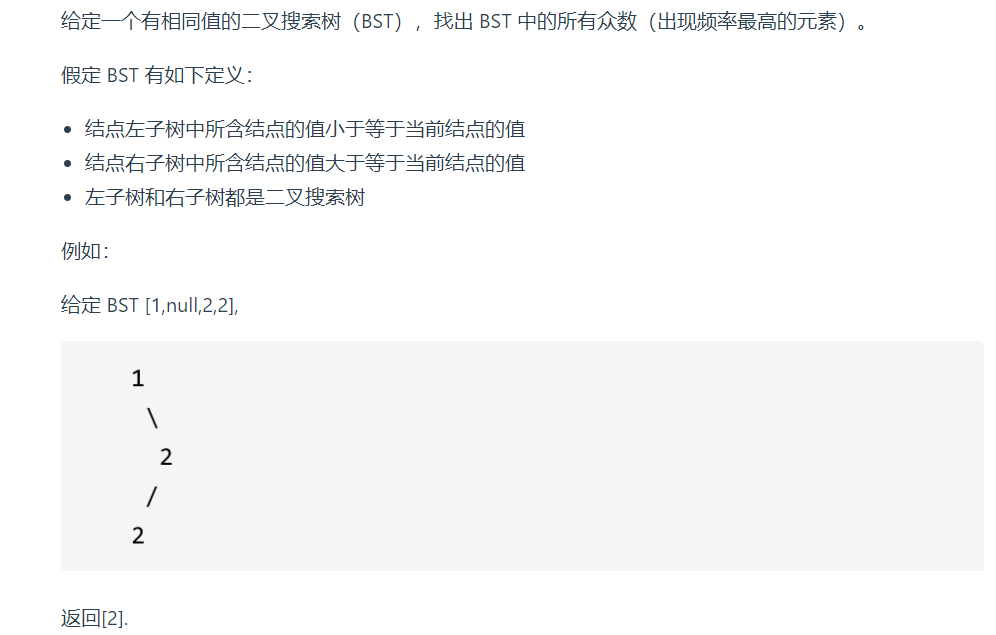 给定一个有相同值的二叉搜索树（BST），找出 BST 中的所有众数（出现频率最高的元素）。
假定 BST 有如下定义：
• 结点左子树中所含结点的值小于等于当前结点的值
• 结点右子树中所含结点的值大于等于当前结点的值
• 左子树和右子树都是二叉搜索树
例如：
给定 BST [1,null,2,2],
1
\
2
/
2
返回[2].